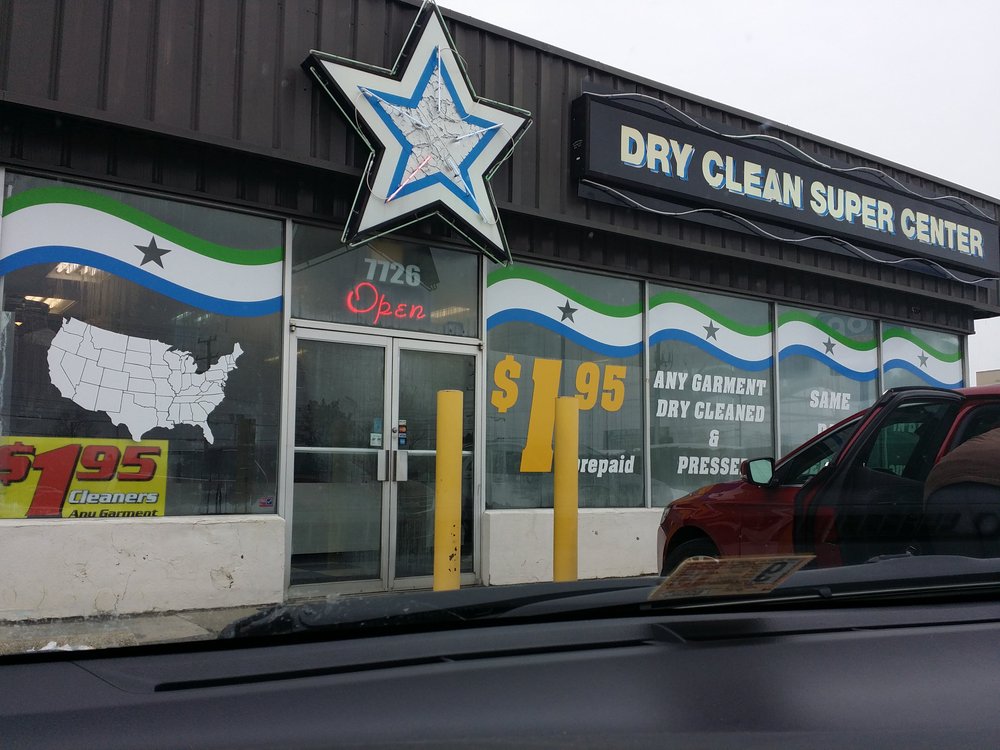 DRY CLEAN SUPER CENTER
7726
Open
$1.95
Cleaners
Any Garment
$1.95
prepaid
ANY GARMENT
DRY CLEANED
&
PRESSED
SAME